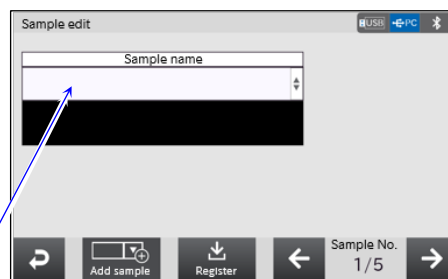 Sample edit
USB
PC
Sample name
Add sample
Register
Sample No.
1/5